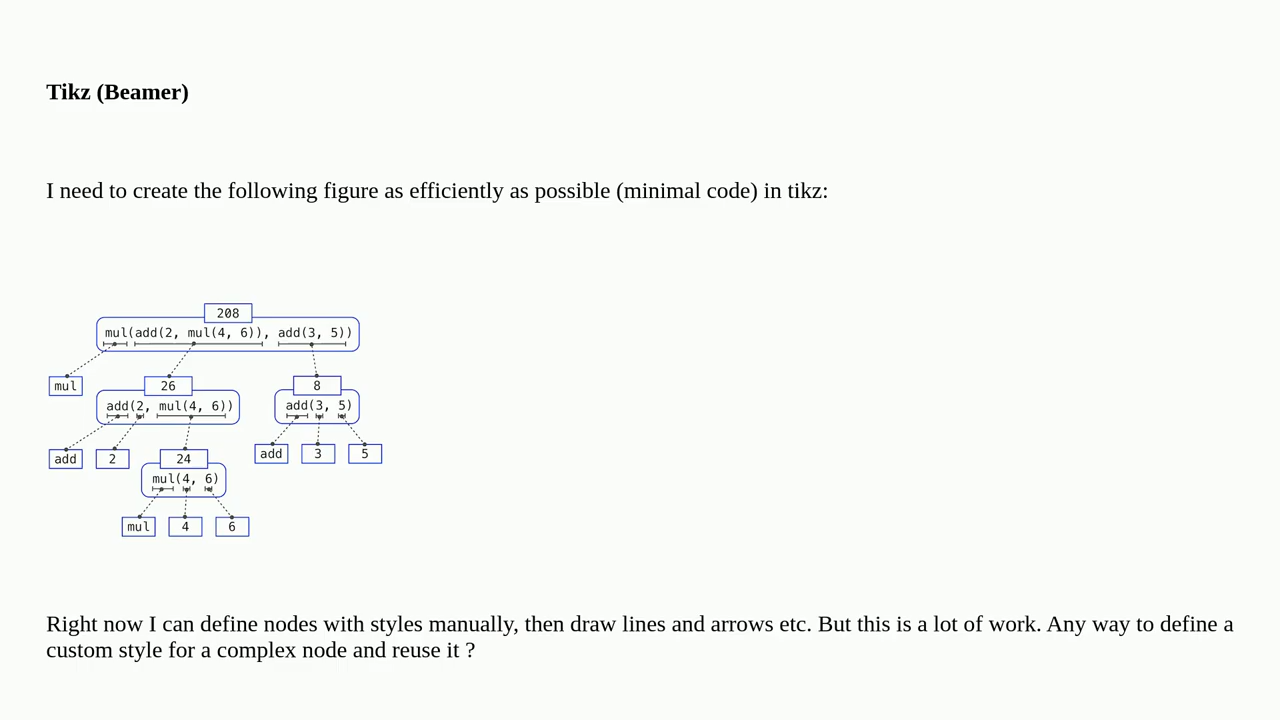 Tikz (Beamer)
I need to create the following figure as efficiently as possible (minimal code) in tikz:
208
mul(add(2, mul(4, 6)), add(3, 5))
mul
26
8
add(2, mul(4, 6))
add(3, 5)
add
2
24
add
3
5
mul(4, 6)
mul
4
6
Right now I can define nodes with styles manually, then draw lines and arrows etc. But this is a lot of work. Any way to define a
custom style for a complex node and reuse it ?